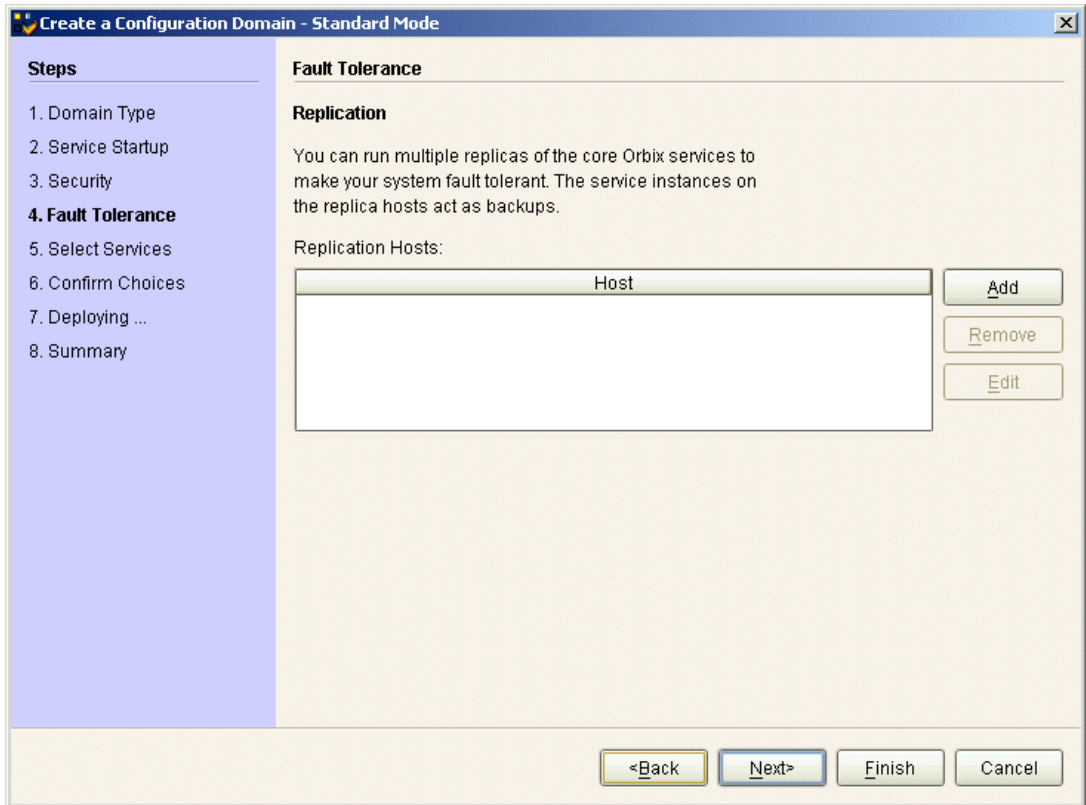 Create a Configuration Domain - Standard Mode
Steps
1. Domain Type
2. Service Startup
3. Security
4. Fault Tolerance
5. Select Services
6. Confirm Choices
7. Deploying ...
8. Summary
Fault Tolerance
Replication
You can run multiple replicas of the core Orbix services to
make your system fault tolerant. The service instances on
the replica hosts act as backups.
Replication Hosts:
Host
Add
Remove
Edit
<Back
Next>
Finish
Cancel